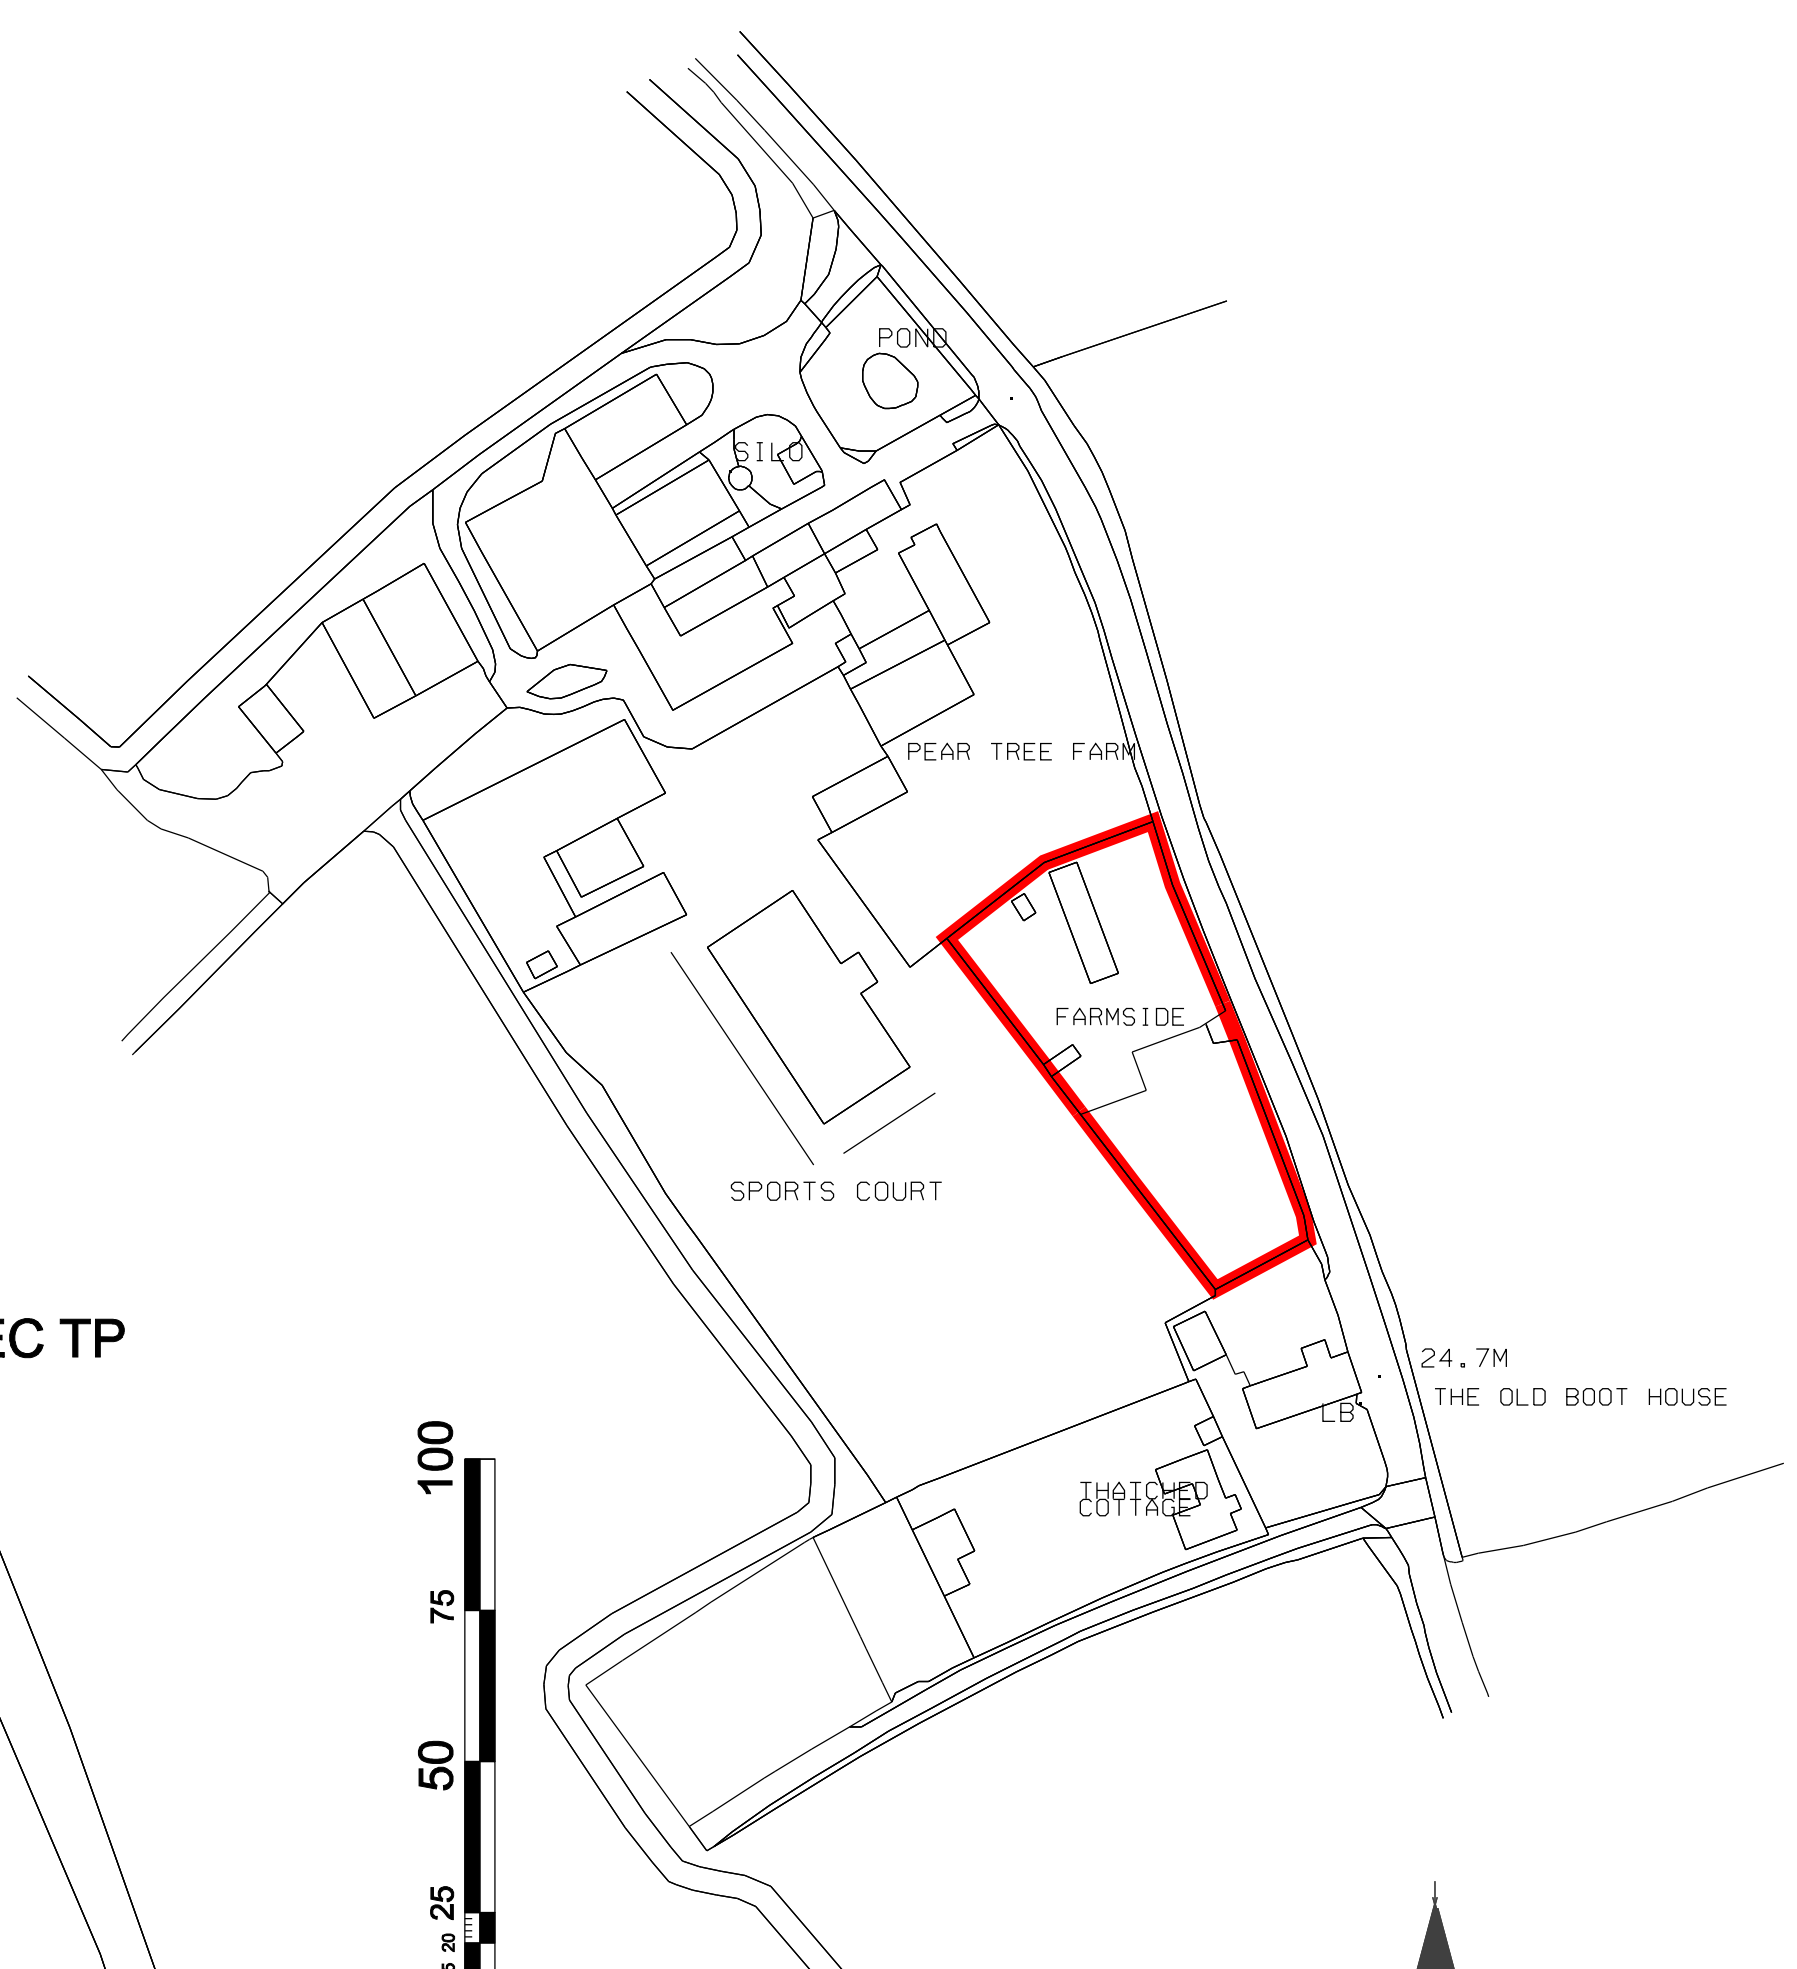 POND
SILO
PEAR TREE FARM
FARMSIDE
SPORTS COURT
EC TP
24.7M
THE OLD BOOT HOUSE
LB
THATCHED
COTTAGE
100
75
50
25
20